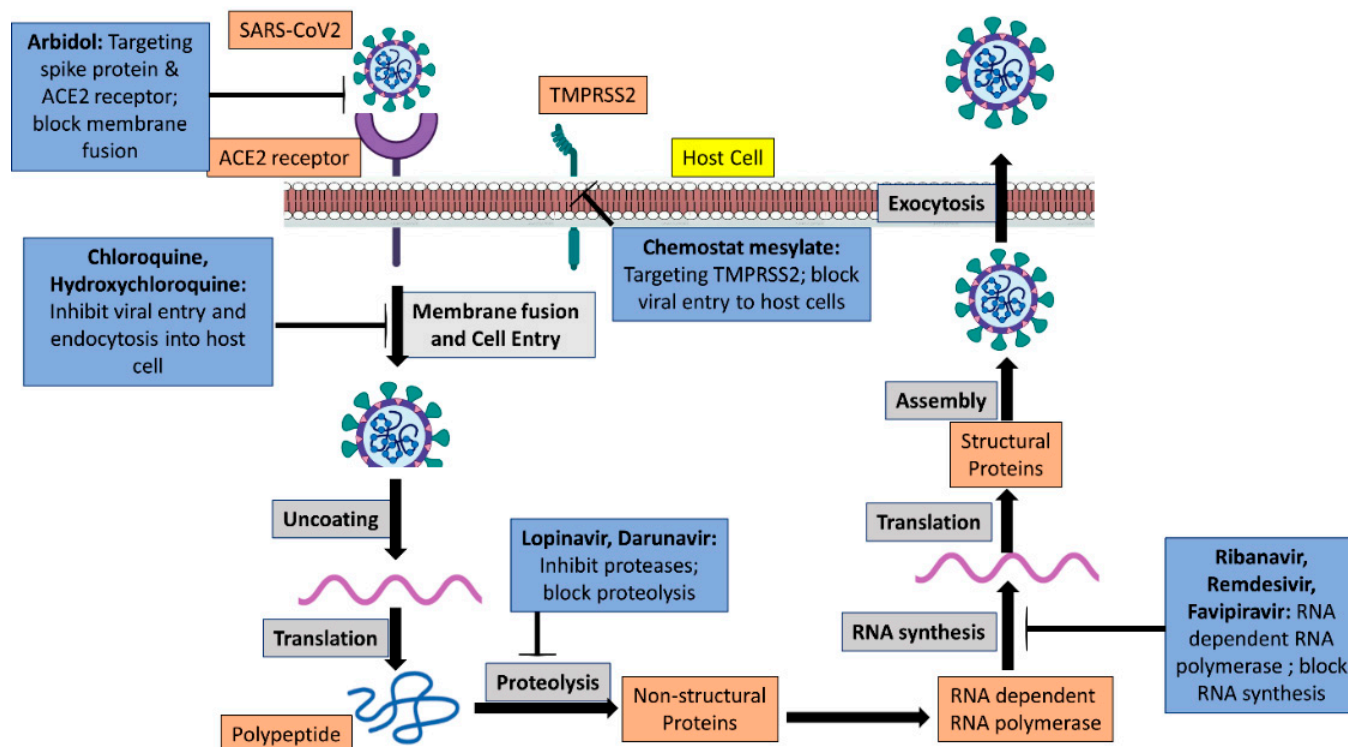 SARS-CoV2
Arbidol: Targeting
spike protein &
ACE2 receptor;
block membrane
fusion
TMPRSS2
ACE2 receptor
Host Cell
Exocytosis
Chloroquine,
Hydroxychloroquine:
Inhibit viral entry and
endocytosis into host
cell
Chemostat mesylate:
Targeting TMPRSS2; block
viral entry to host cells
Membrane fusion
and Cell Entry
Assembly
Structural
Proteins
Uncoating
Translation
Lopinavir, Darunavir:
Inhibit proteases;
block proteolysis
Ribanavir,
Remdesivir,
Favipiravir: RNA
dependent RNA
polymerase ; block
RNA synthesis
RNA synthesis
Translation
Proteolysis
Non-structural
Proteins
RNA dependent
RNA polymerase
Polypeptide